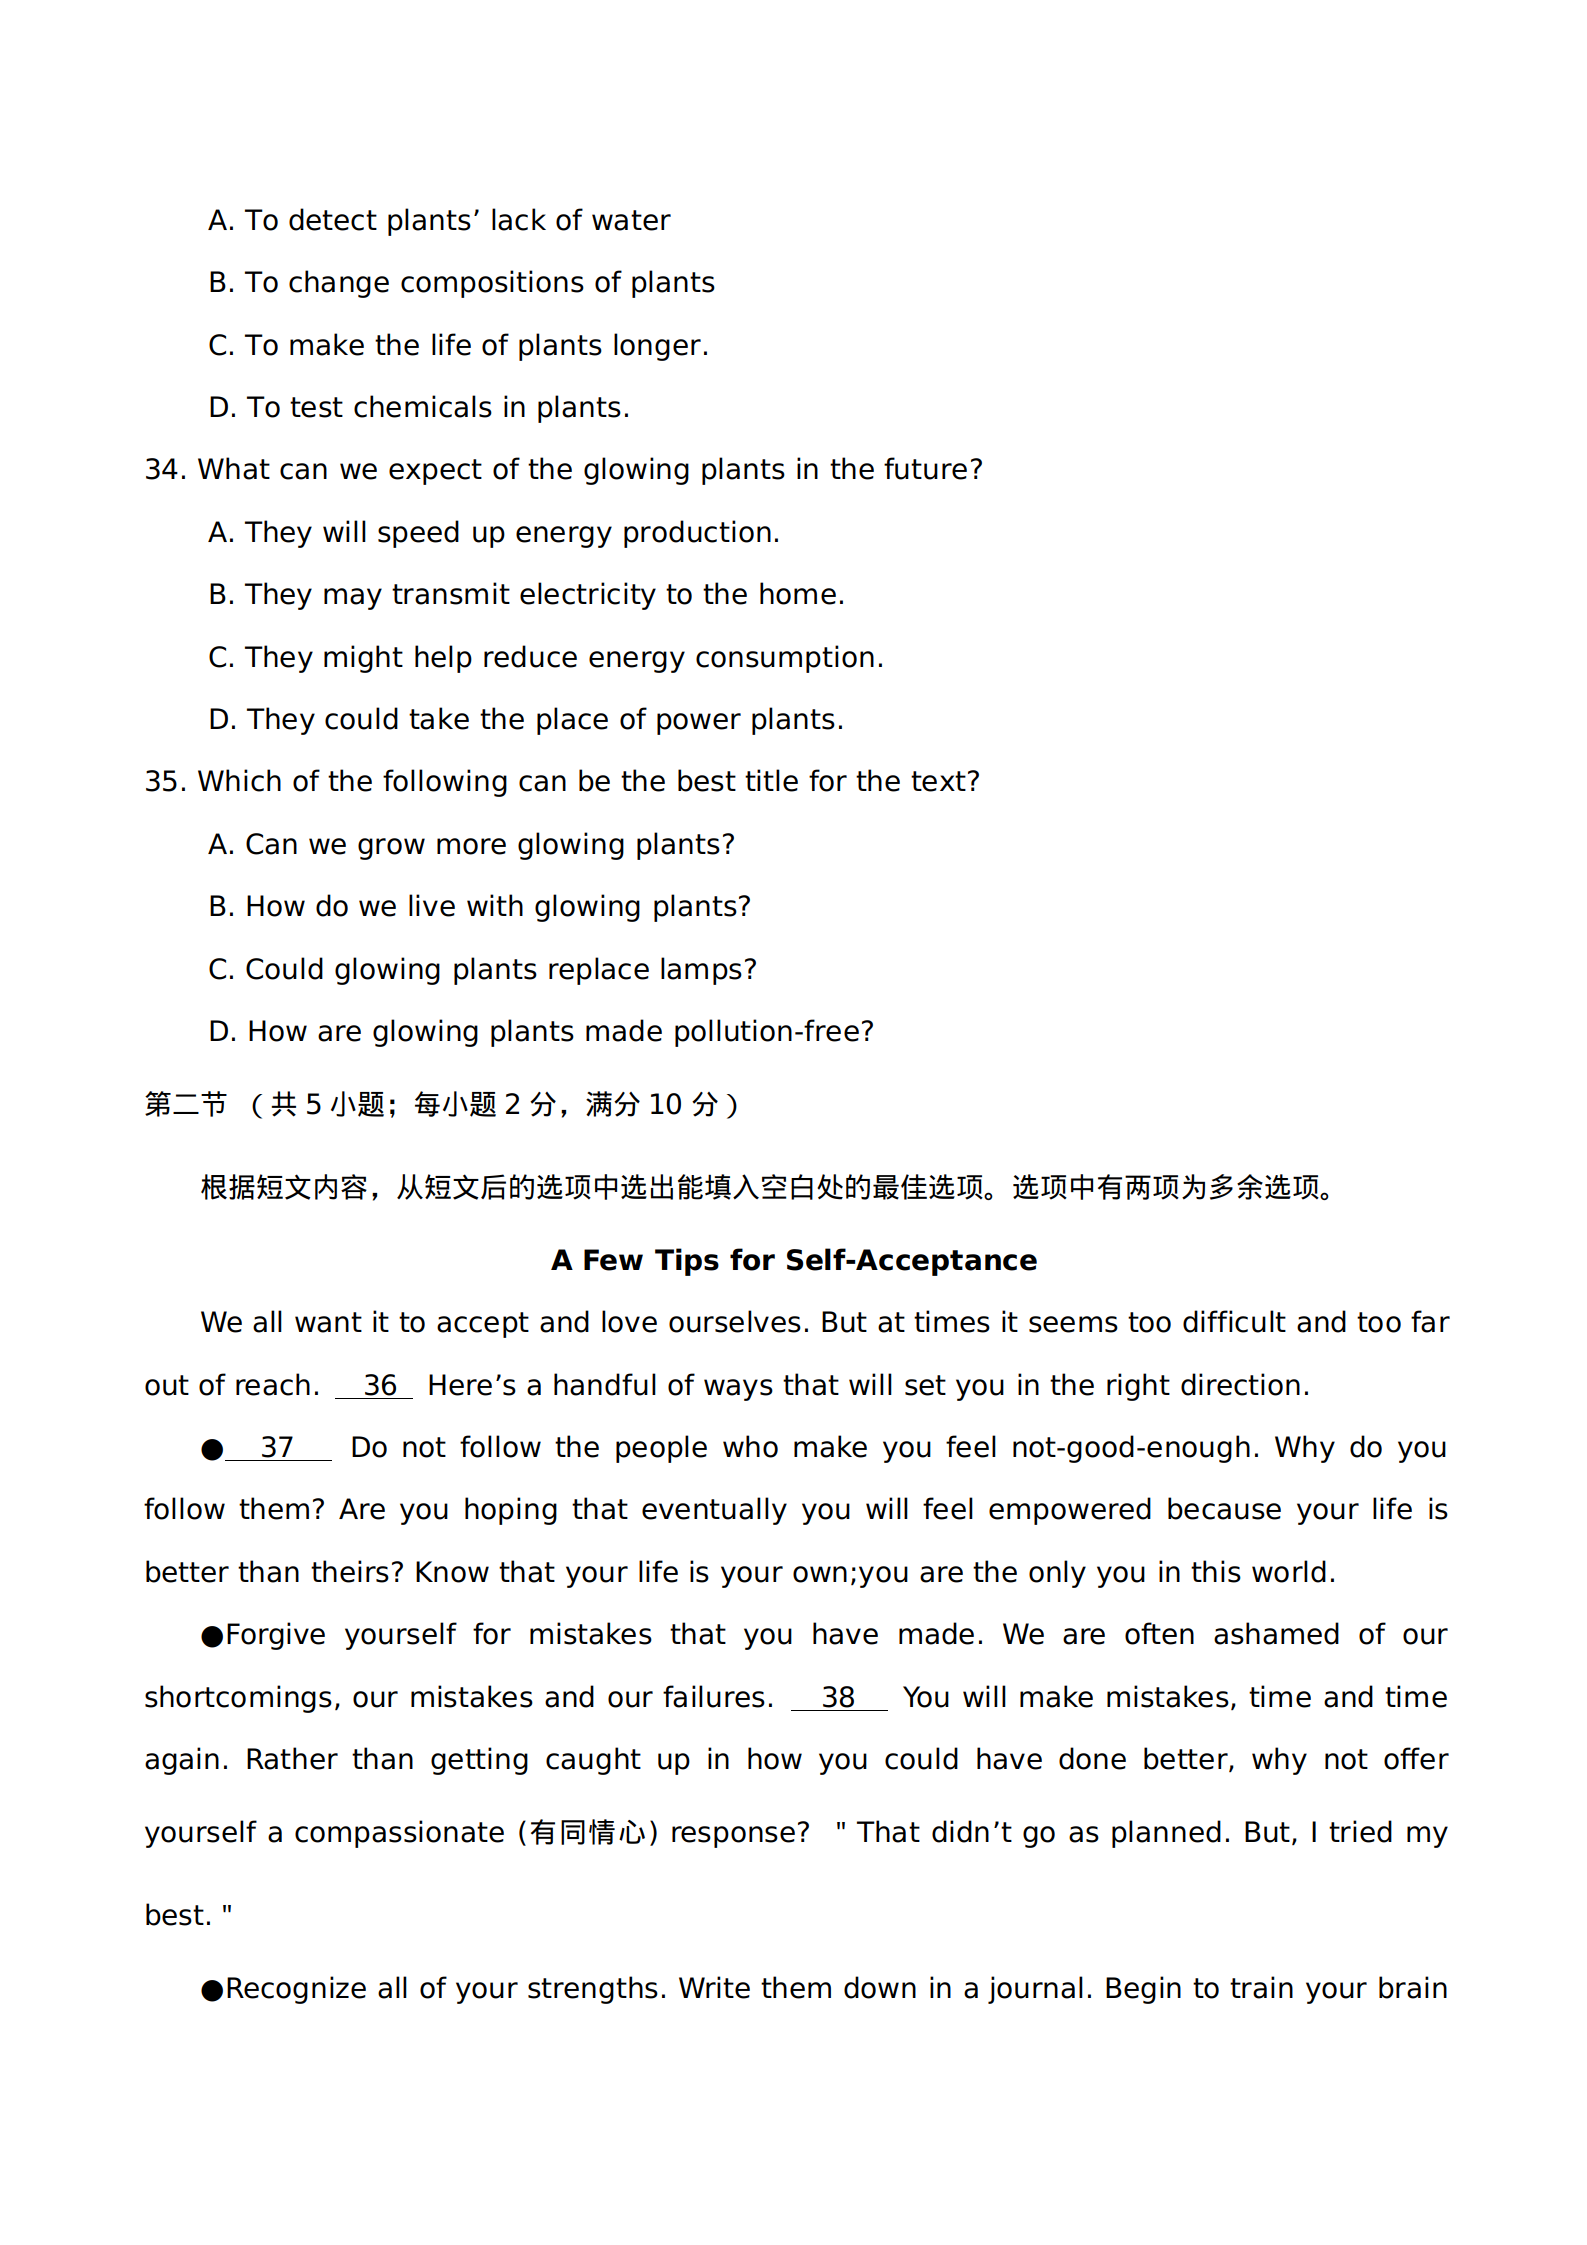 A. To detect plants’ lack of water
B. To change compositions of plants
C. To make the life of plants longer.
D. To test chemicals in plants.
34. What can we expect of the glowing plants in the future?
A. They will speed up energy production.
B. They may transmit electricity to the home.
C. They might help reduce energy consumption.
D. They could take the place of power plants.
35. Which of the following can be the best title for the text?
A. Can we grow more glowing plants?
B. How do we live with glowing plants?
C. Could glowing plants replace lamps?
D. How are glowing plants made pollution-free?
第二节 （共 5 小题；每小题 2 分，满分 10 分）
根据短文内容，从短文后的选项中选出能填入空白处的最佳选项。选项中有两项为多余选项。
A Few Tips for Self-Acceptance
We all want it to accept and love ourselves. But at times it seems too difficult and too far
out of reach. __36__ Here’s a handful of ways that will set you in the right direction.
●__37__ Do not follow the people who make you feel not-good-enough. Why do you
follow them? Are you hoping that eventually you will feel empowered because your life is
better than theirs? Know that your life is your own;you are the only you in this world.
●Forgive yourself for mistakes that you have made. We are often ashamed of our
shortcomings, our mistakes and our failures. __38__ You will make mistakes, time and time
again. Rather than getting caught up in how you could have done better, why not offer
yourself a compassionate (有同情心) response? " That didn’t go as planned. But, I tried my
best. "
●Recognize all of your strengths. Write them down in a journal. Begin to train your brain